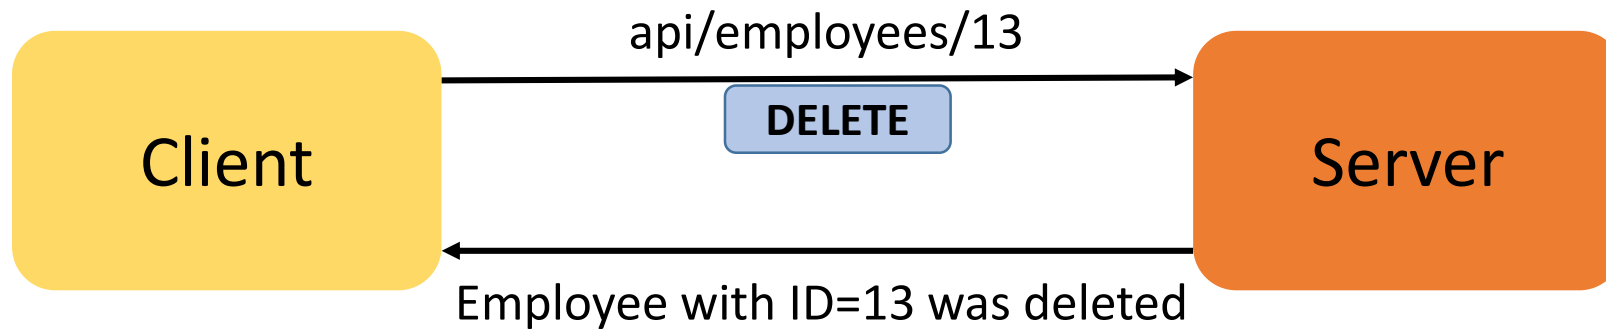 api/employees/13
DELETE
Client
Server
Employee with ID=13 was deleted